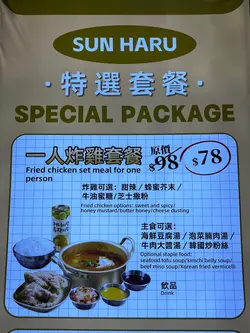 SUN HARU
·特選套餐·
SPECIAL PACKAGE
一人炸雞套餐
原價$98/$78
Fried chicken set meal for one
person
炸雞可選：甜辣／蜂蜜芥末／
牛油蜜糖/芝士撒粉
Fried chicken options: sweet and spicy/
honey mustard/butter honey/cheese dusting
主食可選：
海鮮豆腐湯／泡菜腩肉湯／
牛肉大醬湯／韓國炒粉絲
Optional staple food:
seafood tofu soup/kimchi belly soup/
beef miso soup/korean fried vermicelli
飲品
Drink